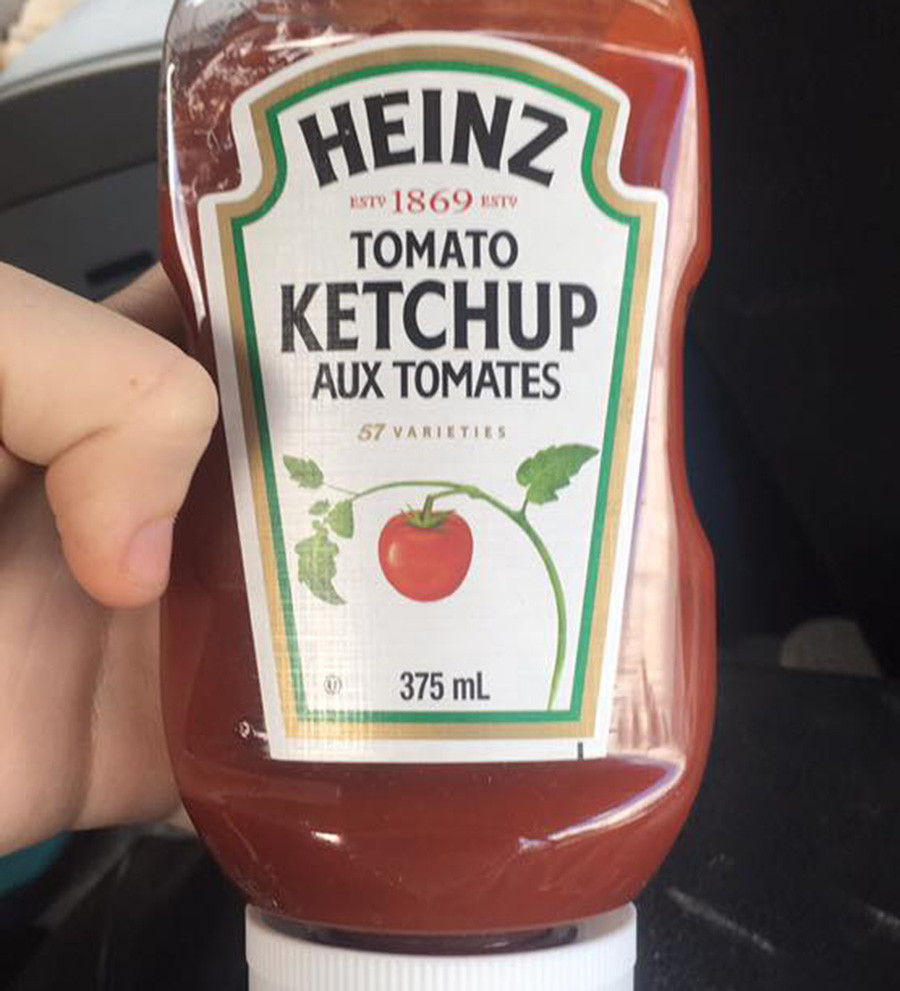 HEINZ
ESTD 1869 ESTD
TOMATO
KETCHUP
AUX TOMATES
57 VARIETIES
375 mL